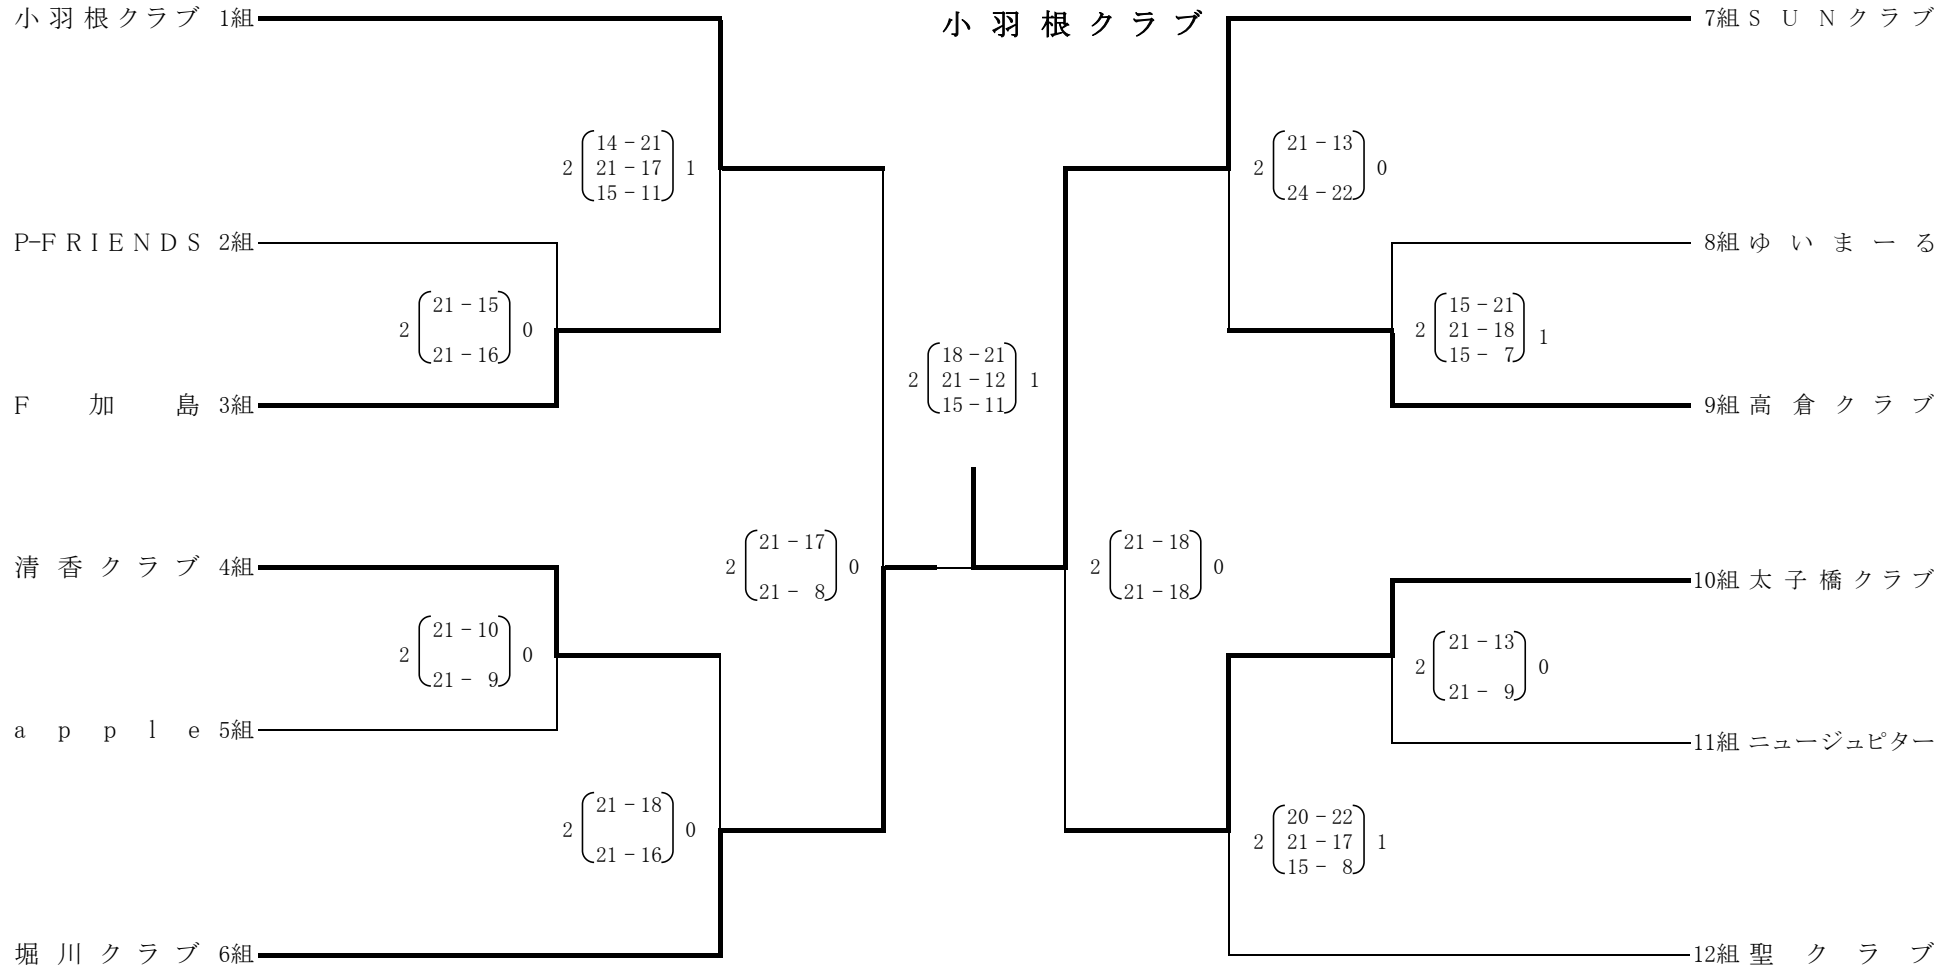 小羽根クラブ 1組
小羽根クラブ
7組 SUNクラブ
14－21
2 21－17 1
15－11
21－13
2 0
24－22
P-FRIENDS 2組
8組 ゆいまーる
21－15
2 0
21－16
15－21
2 21－18 1
15－ 7
18－21
2 21－12 1
15－11
F加島 3組
9組 高倉クラブ
清香クラブ 4組
21－17
2 0
21－ 8
21－18
2 0
21－18
10組 太子橋クラブ
21－10
2 0
21－ 9
21－13
2 0
21－ 9
apple 5組
11組 ニュージュピター
21－18
2 0
21－16
20－22
2 21－17 1
15－ 8
堀川クラブ 6組
12組 聖クラブ